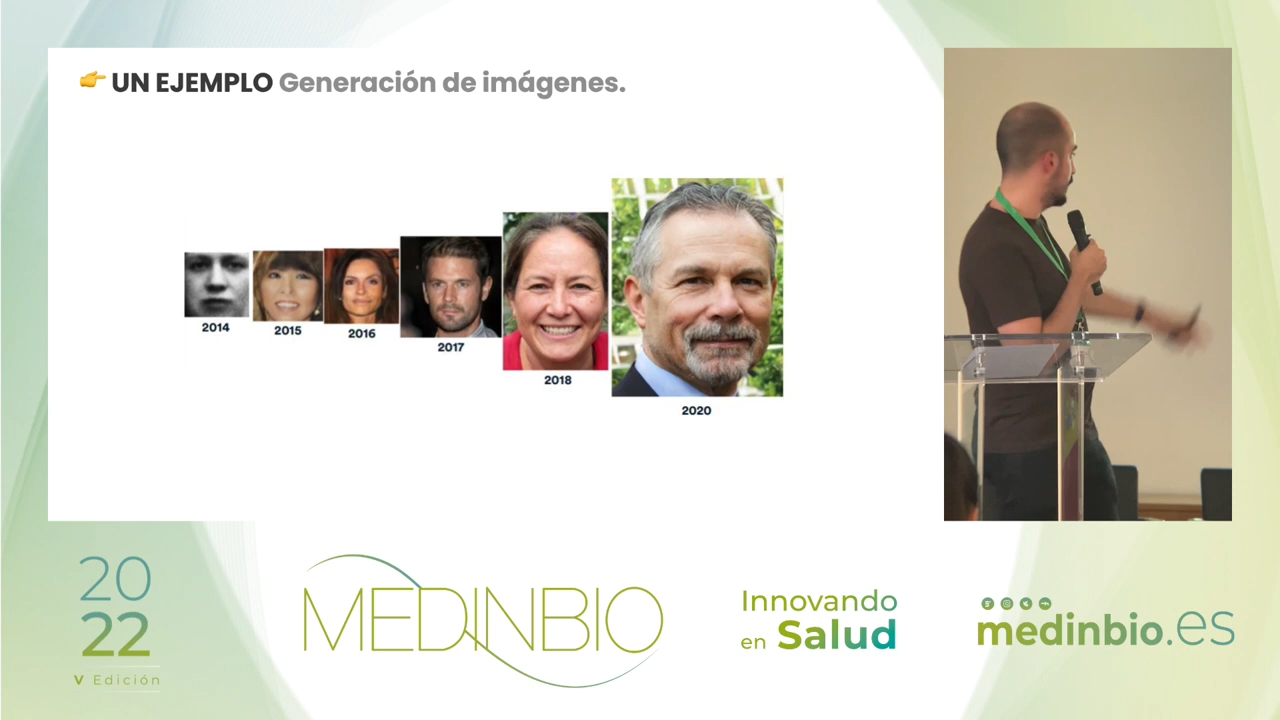 👉 UN EJEMPLO Generación de imágenes.
2014
2015
2016
2017
2018
2020
20
22
V Edición
MEDINBIO
Innovando
en Salud
medinbio.es